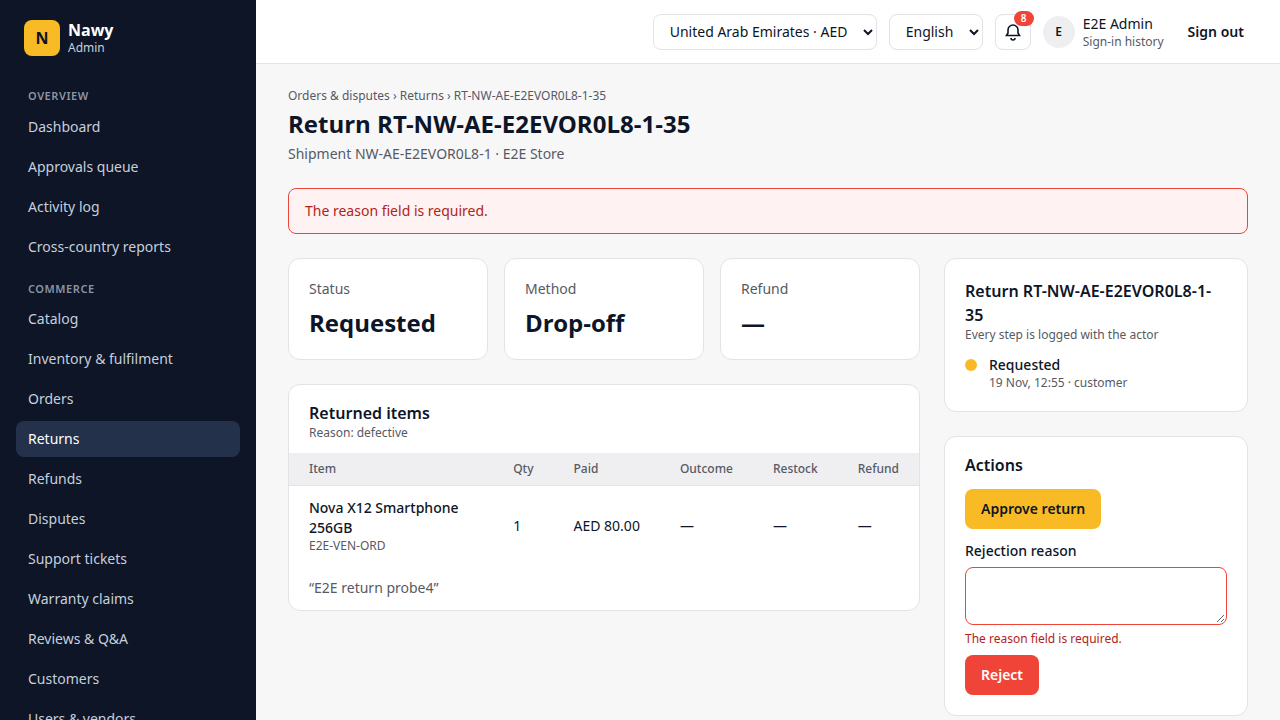 N
Nawy
Admin
OVERVIEW
Dashboard
Approvals queue
Activity log
Cross-country reports
COMMERCE
Catalog
Inventory & fulfilment
Orders
Returns
Refunds
Disputes
Support tickets
Warranty claims
Reviews & Q&A
Customers
Users & vendors
United Arab Emirates · AED
English
8
E
E2E Admin
Sign-in history
Sign out
Orders & disputes › Returns › RT-NW-AE-E2EVOR0L8-1-35
Return RT-NW-AE-E2EVOR0L8-1-35
Shipment NW-AE-E2EVOR0L8-1 · E2E Store
The reason field is required.
Status
Requested
Method
Drop-off
Refund
—
Returned items
Reason: defective
Item Qty Paid Outcome Restock Refund
Nova X12 Smartphone
256GB
E2E-VEN-ORD
1 AED 80.00 — — —
“E2E return probe4”
Return RT-NW-AE-E2EVOR0L8-1-
35
Every step is logged with the actor
Requested
19 Nov, 12:55 · customer
Actions
Approve return
Rejection reason
The reason field is required.
Reject